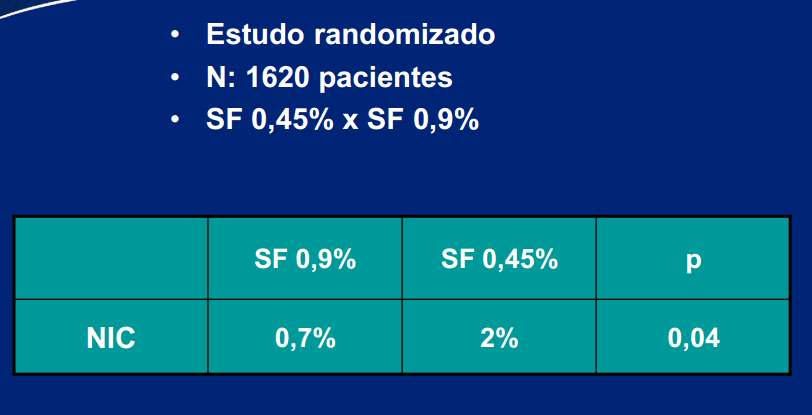 • Estudo randomizado
• N: 1620 pacientes
• SF 0,45% x SF 0,9%
SF 0,9% SF 0,45% p
NIC 0,7% 2% 0,04